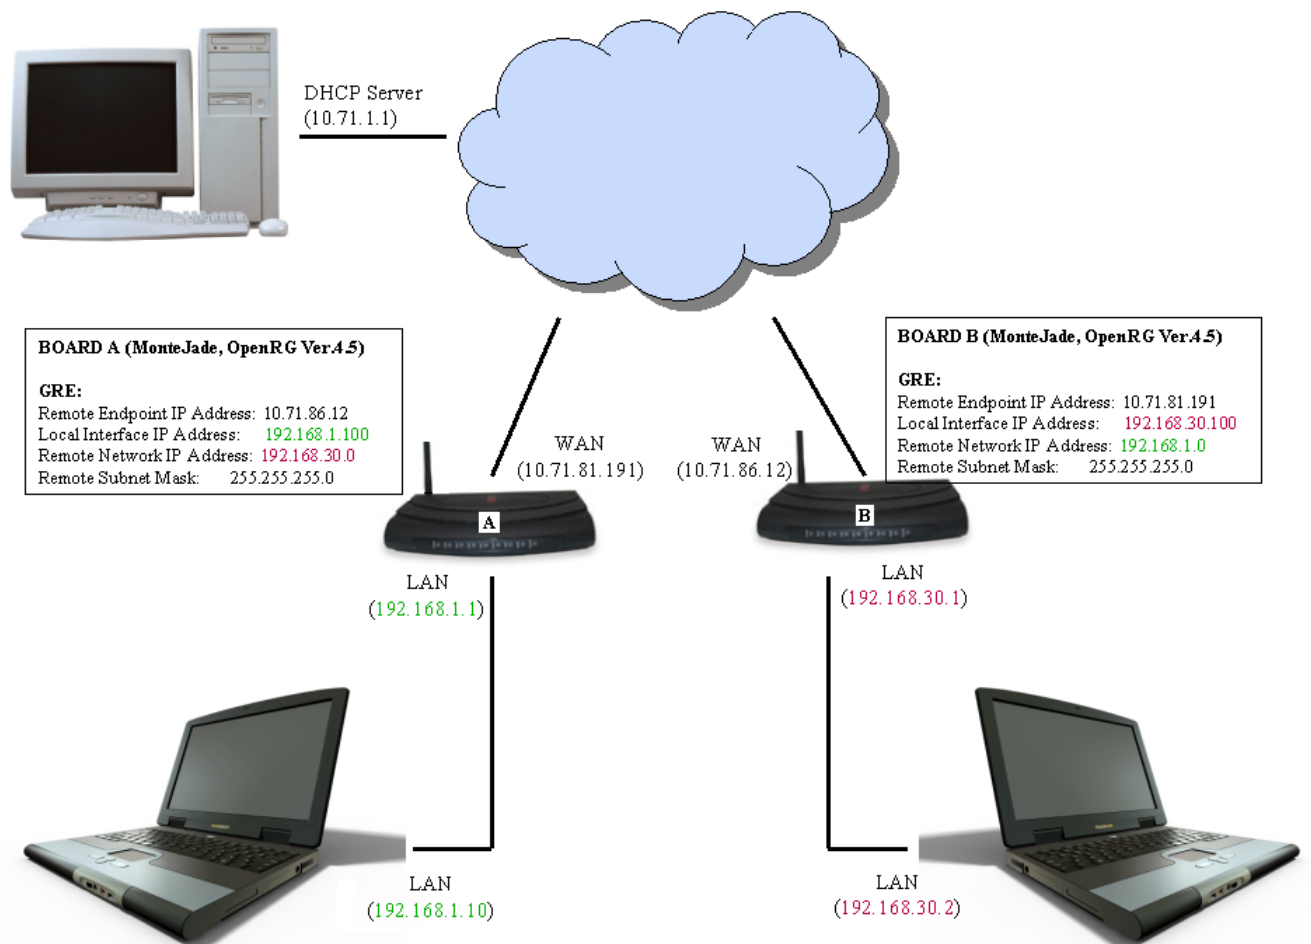 DHCP Server
(10.71.1.1)
BOARD A (MonteJade, OpenRG Ver.4.5)
GRE:
Remote Endpoint IP Address: 10.71.86.12
Local Interface IP Address: 192.168.1.100
Remote Network IP Address: 192.168.30.0
Remote Subnet Mask: 255.255.255.0
BOARD B (MonteJade, OpenRG Ver.4.5)
GRE:
Remote Endpoint IP Address: 10.71.81.191
Local Interface IP Address: 192.168.30.100
Remote Network IP Address: 192.168.1.0
Remote Subnet Mask: 255.255.255.0
WAN
(10.71.81.191)
WAN
(10.71.86.12)
A
B
LAN
(192.168.1.1)
LAN
(192.168.30.1)
LAN
(192.168.1.10)
LAN
(192.168.30.2)